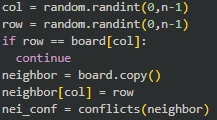 col = random.randint(0,n-1)
row = random.randint(0,n-1)
if row == board[col]:
  continue
neighbor = board.copy()
neighbor[col] = row
nei_conf = conflicts(neighbor)